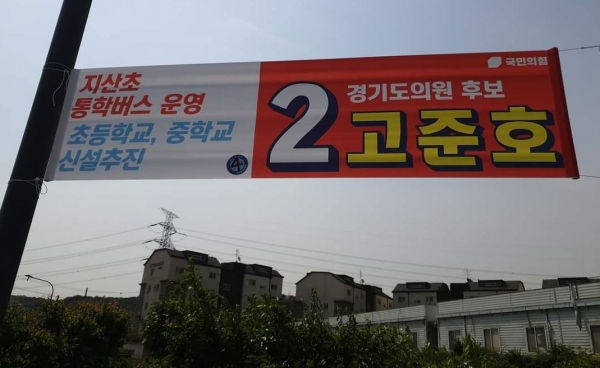 지산초
통학버스 운영
초등학교, 중학교
신설추진
국민의힘
경기도의원 후보
2 고준호